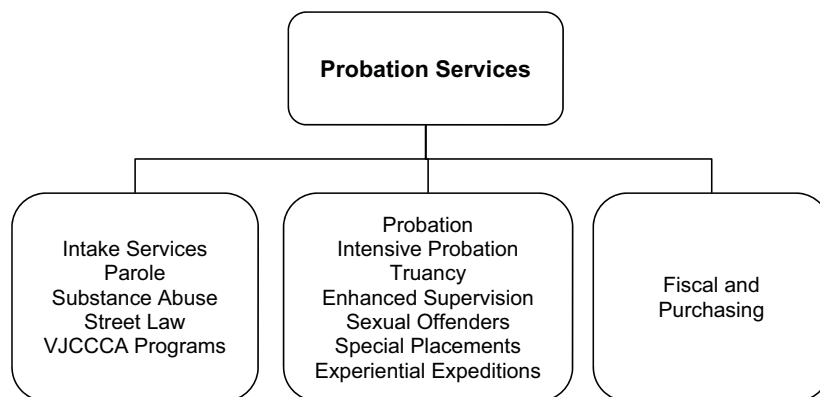 Probation Services
Intake Services
Parole
Substance Abuse
Street Law
VJCCCA Programs
Probation
Intensive Probation
Truancy
Enhanced Supervision
Sexual Offenders
Special Placements
Experiential Expeditions
Fiscal and
Purchasing